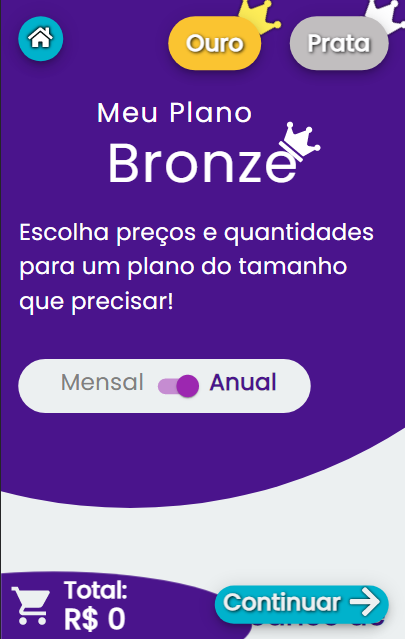 Ouro
Prata
Meu Plano
Bronze
Escolha preços e quantidades
para um plano do tamanho
que precisar!
Mensal
Anual
Total:
R$ 0
Continuar